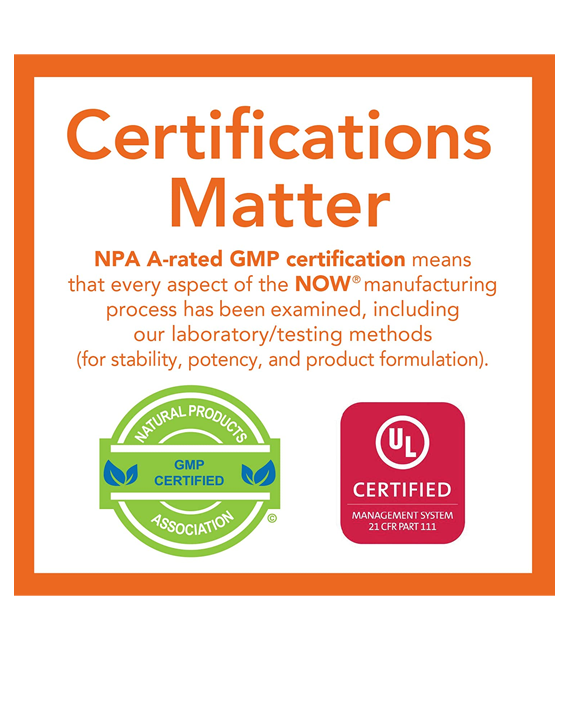 Certifications
Matter
NPA A-rated GMP certification means
that every aspect of the NOW® manufacturing
process has been examined, including
our laboratory/testing methods
(for stability, potency, and product formulation).
NATURAL PRODUCTS
GMP
CERTIFIED
ASSOCIATION
©
UL
CERTIFIED
MANAGEMENT SYSTEM
21 CFR PART 111